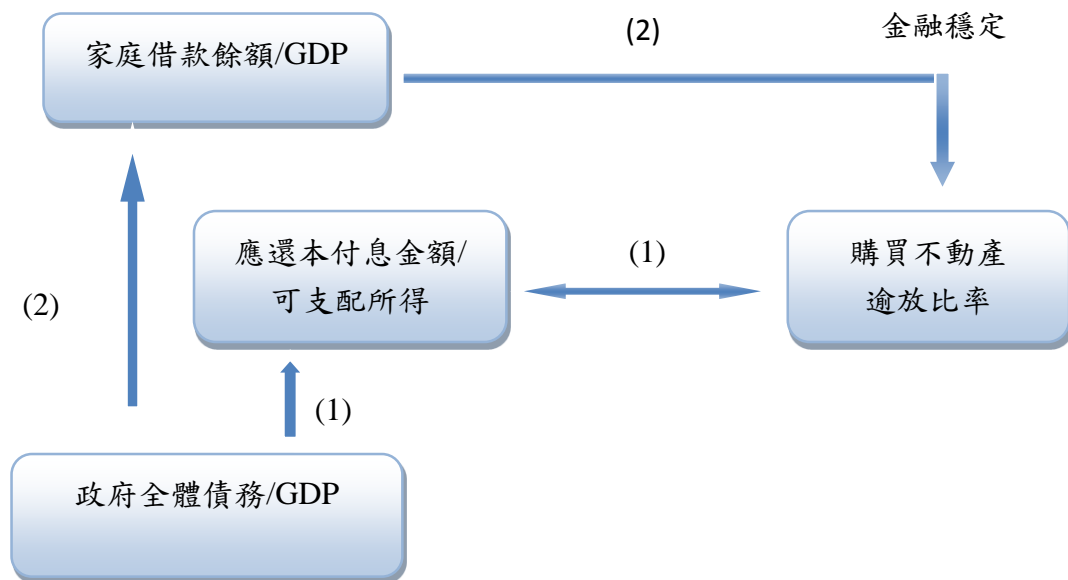 (2)
金融穩定
家庭借款餘額/GDP
應還本付息金額/
可支配所得
(1)
購買不動產
逾放比率
(2)
(1)
政府全體債務/GDP